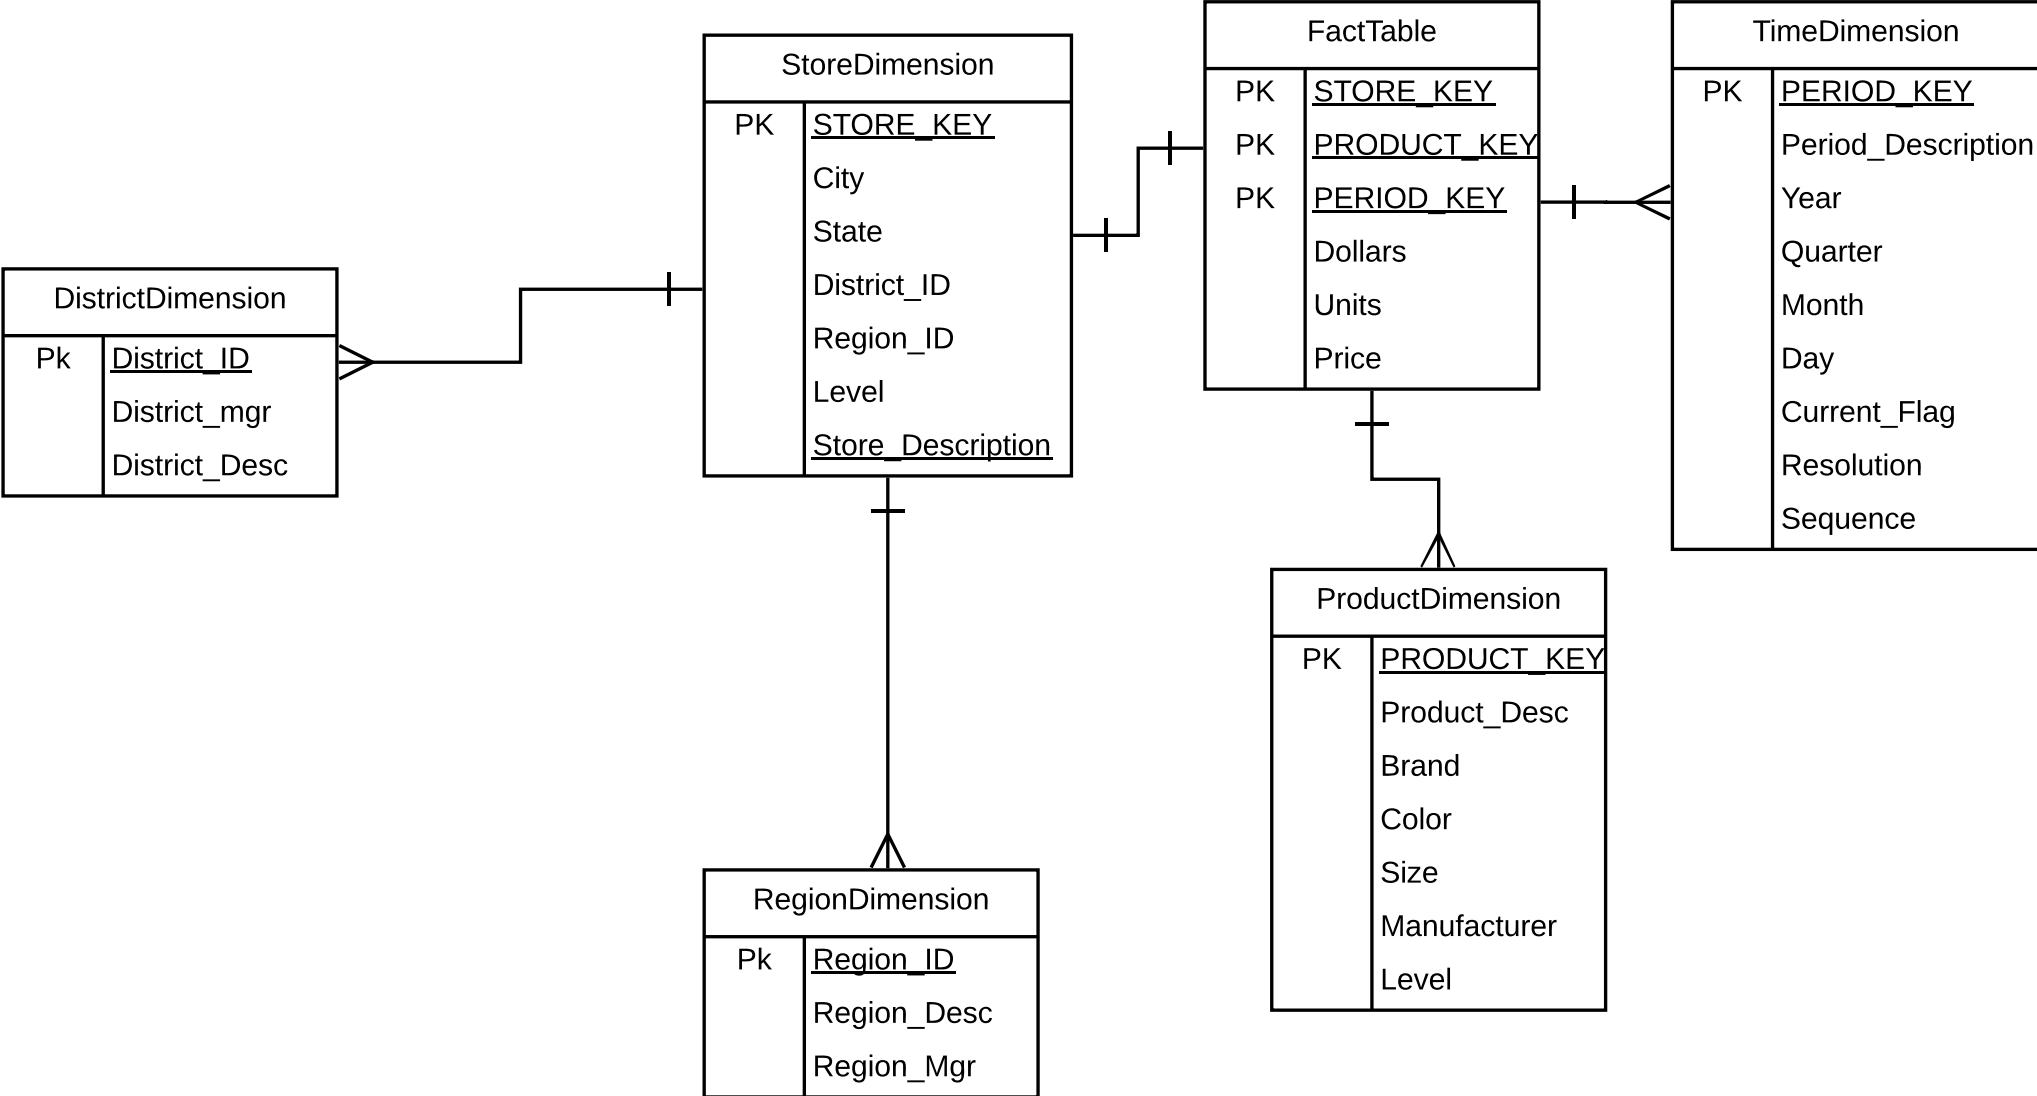 StoreDimension
PK STORE_KEY
City
State
District_ID
Region_ID
Level
Store_Description
FactTable
PK STORE_KEY
PK PRODUCT_KEY
PK PERIOD_KEY
Dollars
Units
Price
TimeDimension
PK PERIOD_KEY
Period_Description
Year
Quarter
Month
Day
Current_Flag
Resolution
Sequence
DistrictDimension
Pk District_ID
District_mgr
District_Desc
ProductDimension
PK PRODUCT_KEY
Product_Desc
Brand
Color
Size
Manufacturer
Level
RegionDimension
Pk Region_ID
Region_Desc
Region_Mgr